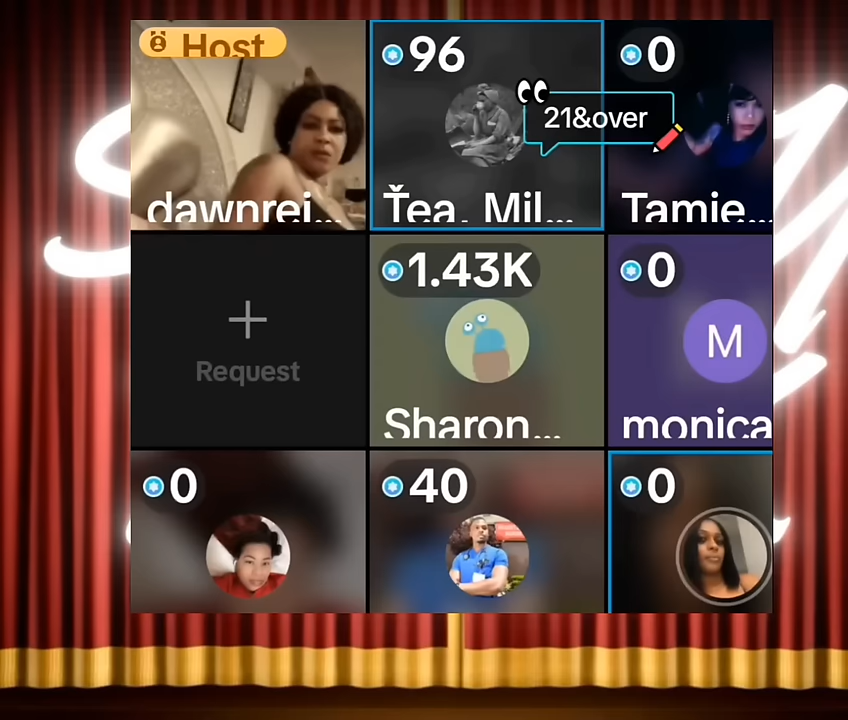 Host
96
0
21&over
dawnrei...
Ťea. Mil...
Tamie...
1.43K
0
M
Request
Sharon...
monica
0
40
0